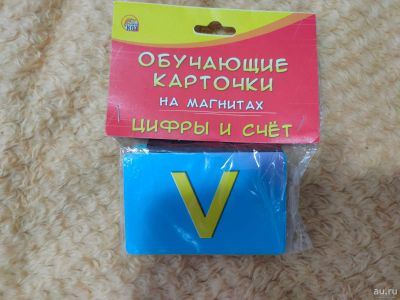 ОБУЧАЮЩИЕ
КАРТОЧКИ
НА МАГНИТАХ
ЦИФРЫ И СЧЁТ
V
au.ru